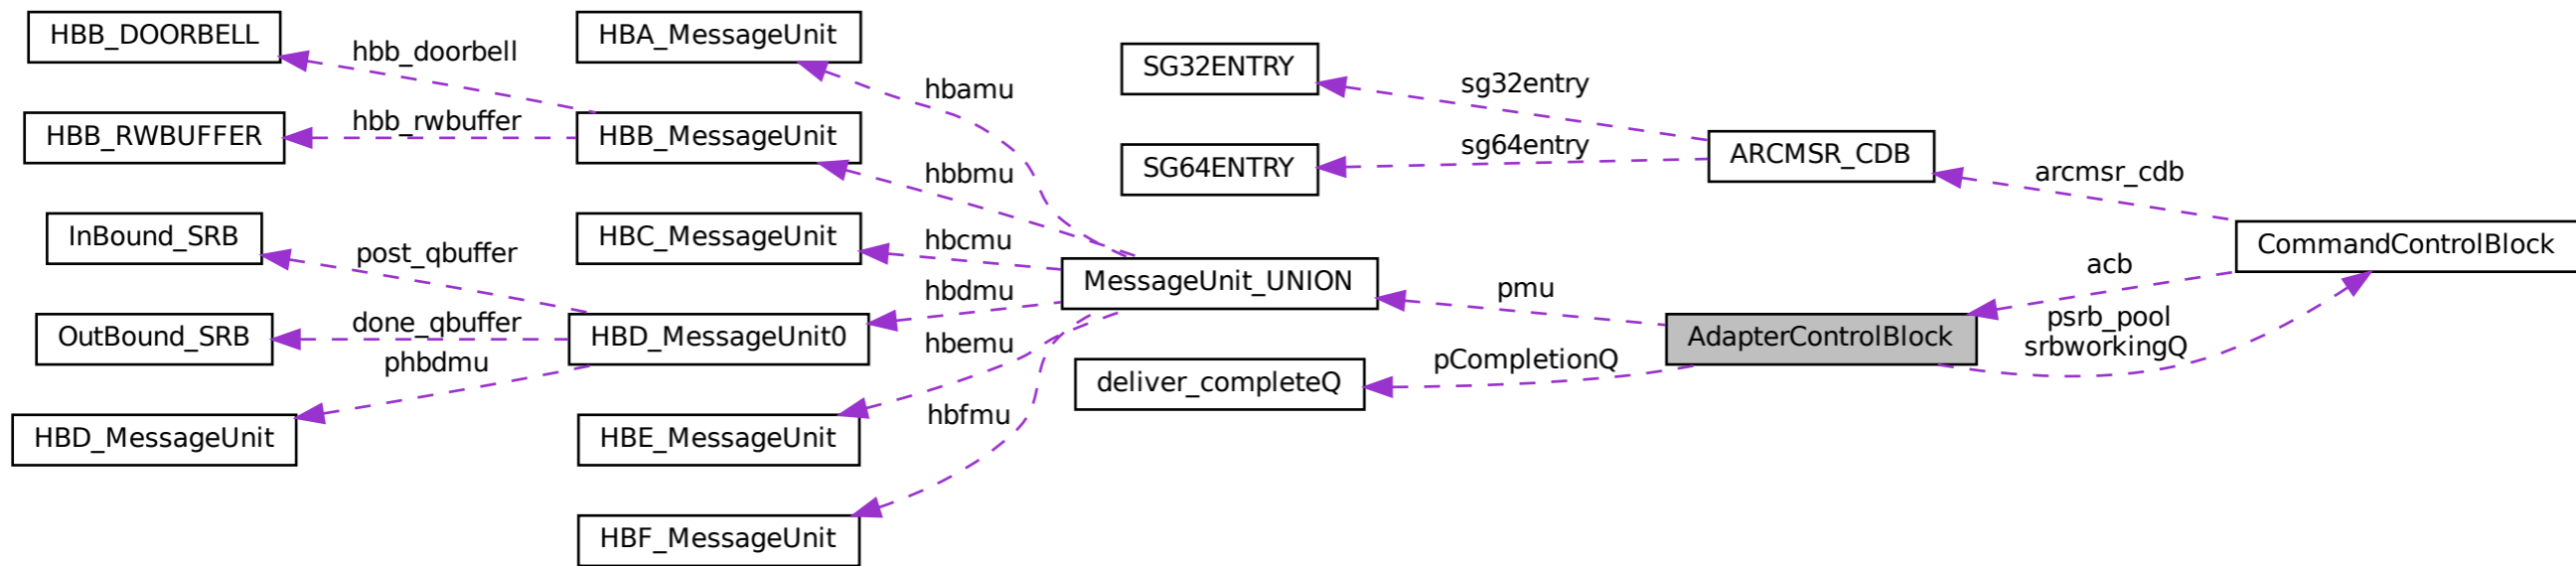 HBB_DOORBELL
HBB_RWBUFFER
InBound_SRB
OutBound_SRB
HBD_MessageUnit
hbb_doorbell
hbb_rwbuffer
post_qbuffer
done_qbuffer
phbdmu
HBA_MessageUnit
HBB_MessageUnit
HBC_MessageUnit
HBD_MessageUnit0
HBE_MessageUnit
HBF_MessageUnit
hbamu
hbbmu
hbcmu
hbdmu
hbemu
hbfmu
SG32ENTRY
SG64ENTRY
MessageUnit_UNION
deliver_completeQ
sg32entry
sg64entry
pmu
pCompletionQ
ARCMSR_CDB
AdapterControlBlock
arcmsr_cdb
acb
psrb_pool
srbworkingQ
CommandControlBlock